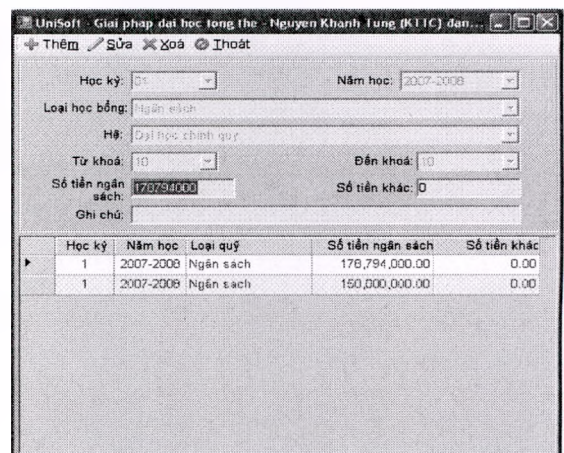 UniSoft - Giai phap dai hoc tong the - Nguyen Khanh Tung (KTTC) đan...
Thêm Sửa Xoá Thoát
Học kỳ: 01 Năm học: 2007-2008
Loại học bổng: Ngân sách
Hệ: Đại học chính quy
Từ khoá: 10 Đến khoá: 10
Số tiền ngân sách: 170794000 Số tiền khác: 0
Ghi chú:
Học kỳ Năm học Loại quỹ Số tiền ngân sách Số tiền khác
1 2007-2008 Ngân sách 178,794,000.00 0.00
1 2007-2008 Ngân sách 150,000,000.00 0.00